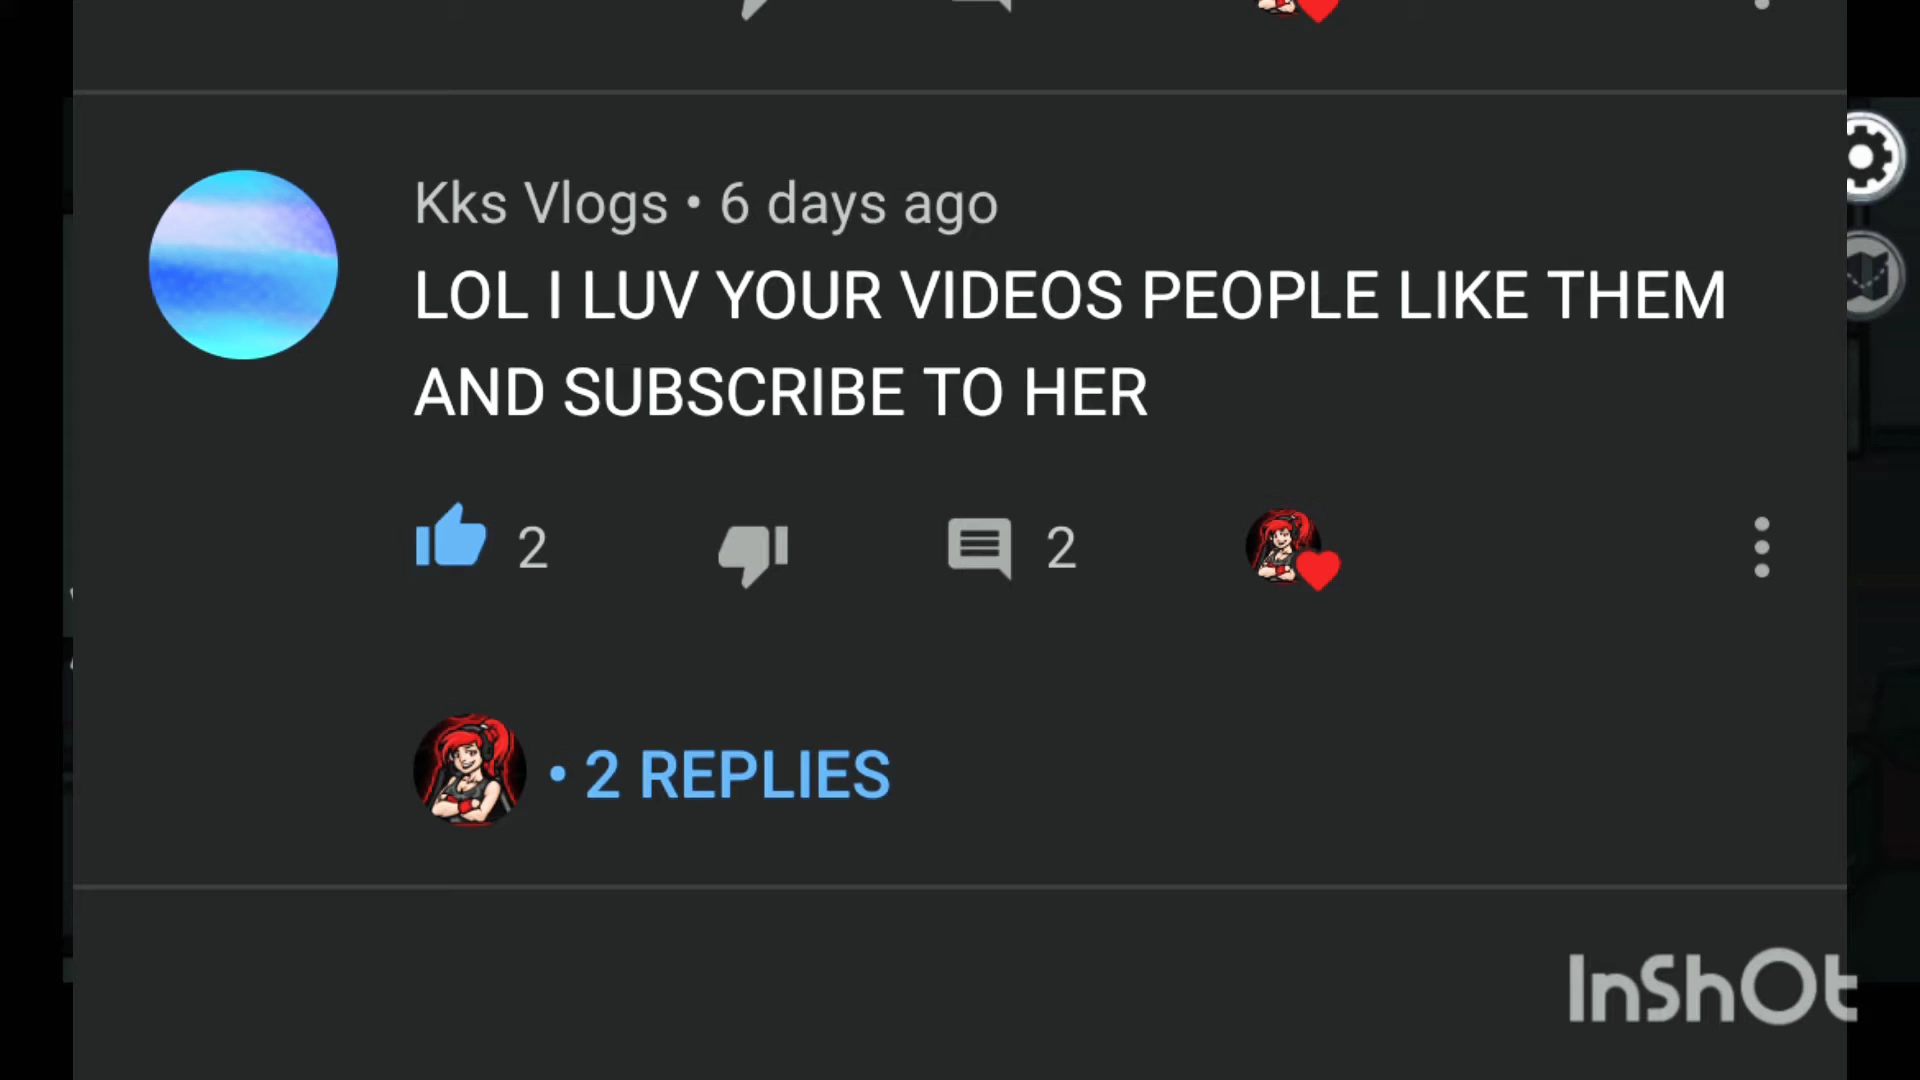 Kks Vlogs • 6 days ago
LOL I LUV YOUR VIDEOS PEOPLE LIKE THEM
AND SUBSCRIBE TO HER
2
2
• 2 REPLIES
InShOt